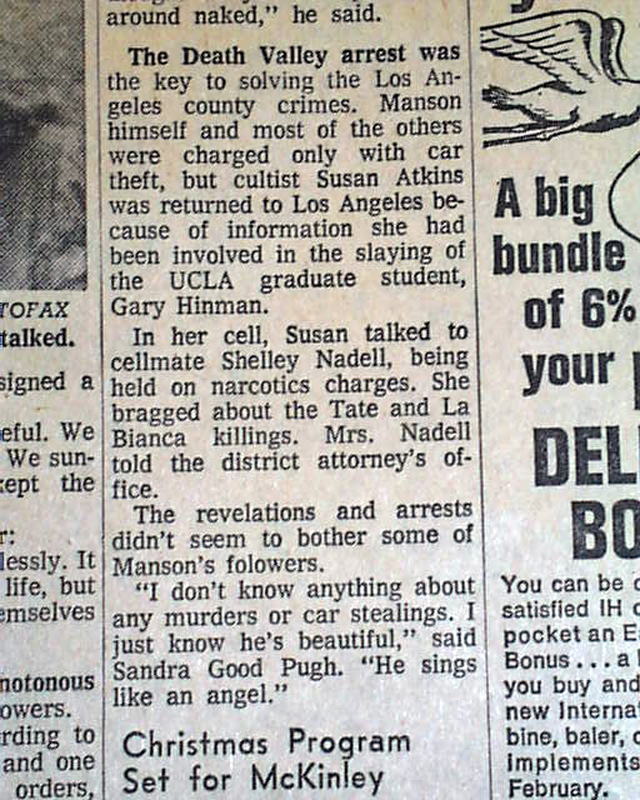 around naked," he said.
The Death Valley arrest was
the key to solving the Los An-
geles county crimes. Manson
himself and most of the others
were charged only with car
theft, but cultist Susan Atkins
was returned to Los Angeles be-
cause of information she had
been involved in the slaying of
the UCLA graduate student,
Gary Hinman.
In her cell, Susan talked to
cellmate Shelley Nadell, being
held on narcotics charges. She
bragged about the Tate and La
Bianca killings. Mrs. Nadell
told the district attorney's of-
fice.
The revelations and arrests
didn't seem to bother some of
Manson's folowers.
"I don't know anything about
any murders or car stealings. I
just know he's beautiful," said
Sandra Good Pugh. "He sings
like an angel."
Christmas Program
Set for McKinley
TOFAX
talked.
signed a
eful. We
We sun-
kept the
r:
lessly. It
life, but
emselves
notonous
owers.
rding to
and one
orders,
A big
bundle
of 6%
your
DEL
BO
You can be
satisfied IH
pocket an E
Bonus... a
you buy and
new Interna
bine, baler,
Implements
February.